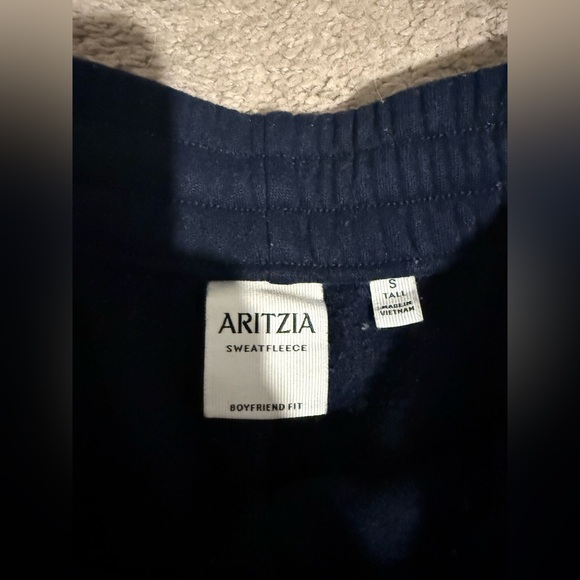 ARITZIA
SWEATFLEECE
BOYFRIEND FIT
S
TALL
MADE IN
VIETNAM